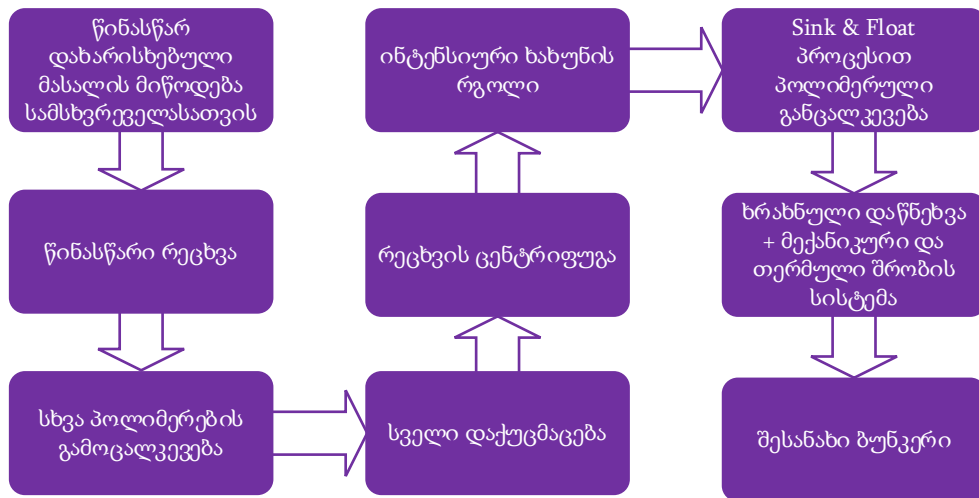 წინასწარ
დახარისხებული
მასალის მიწოდება
სამსხვრეველასათვის
წინასწარი რეცხვა
სხვა პოლიმერების
გამოცალკევება
სველი დაქუცმაცება
რეცხვის ცენტრიფუგა
ინტენსიური ხახუნის
რგოლი
Sink & Float
პროცესით
პოლიმერული
განცალკევება
ხრახნული დაწნეხვა
+ მექანიკური და
თერმული შრობის
სისტემა
შესანახი ბუნკერი